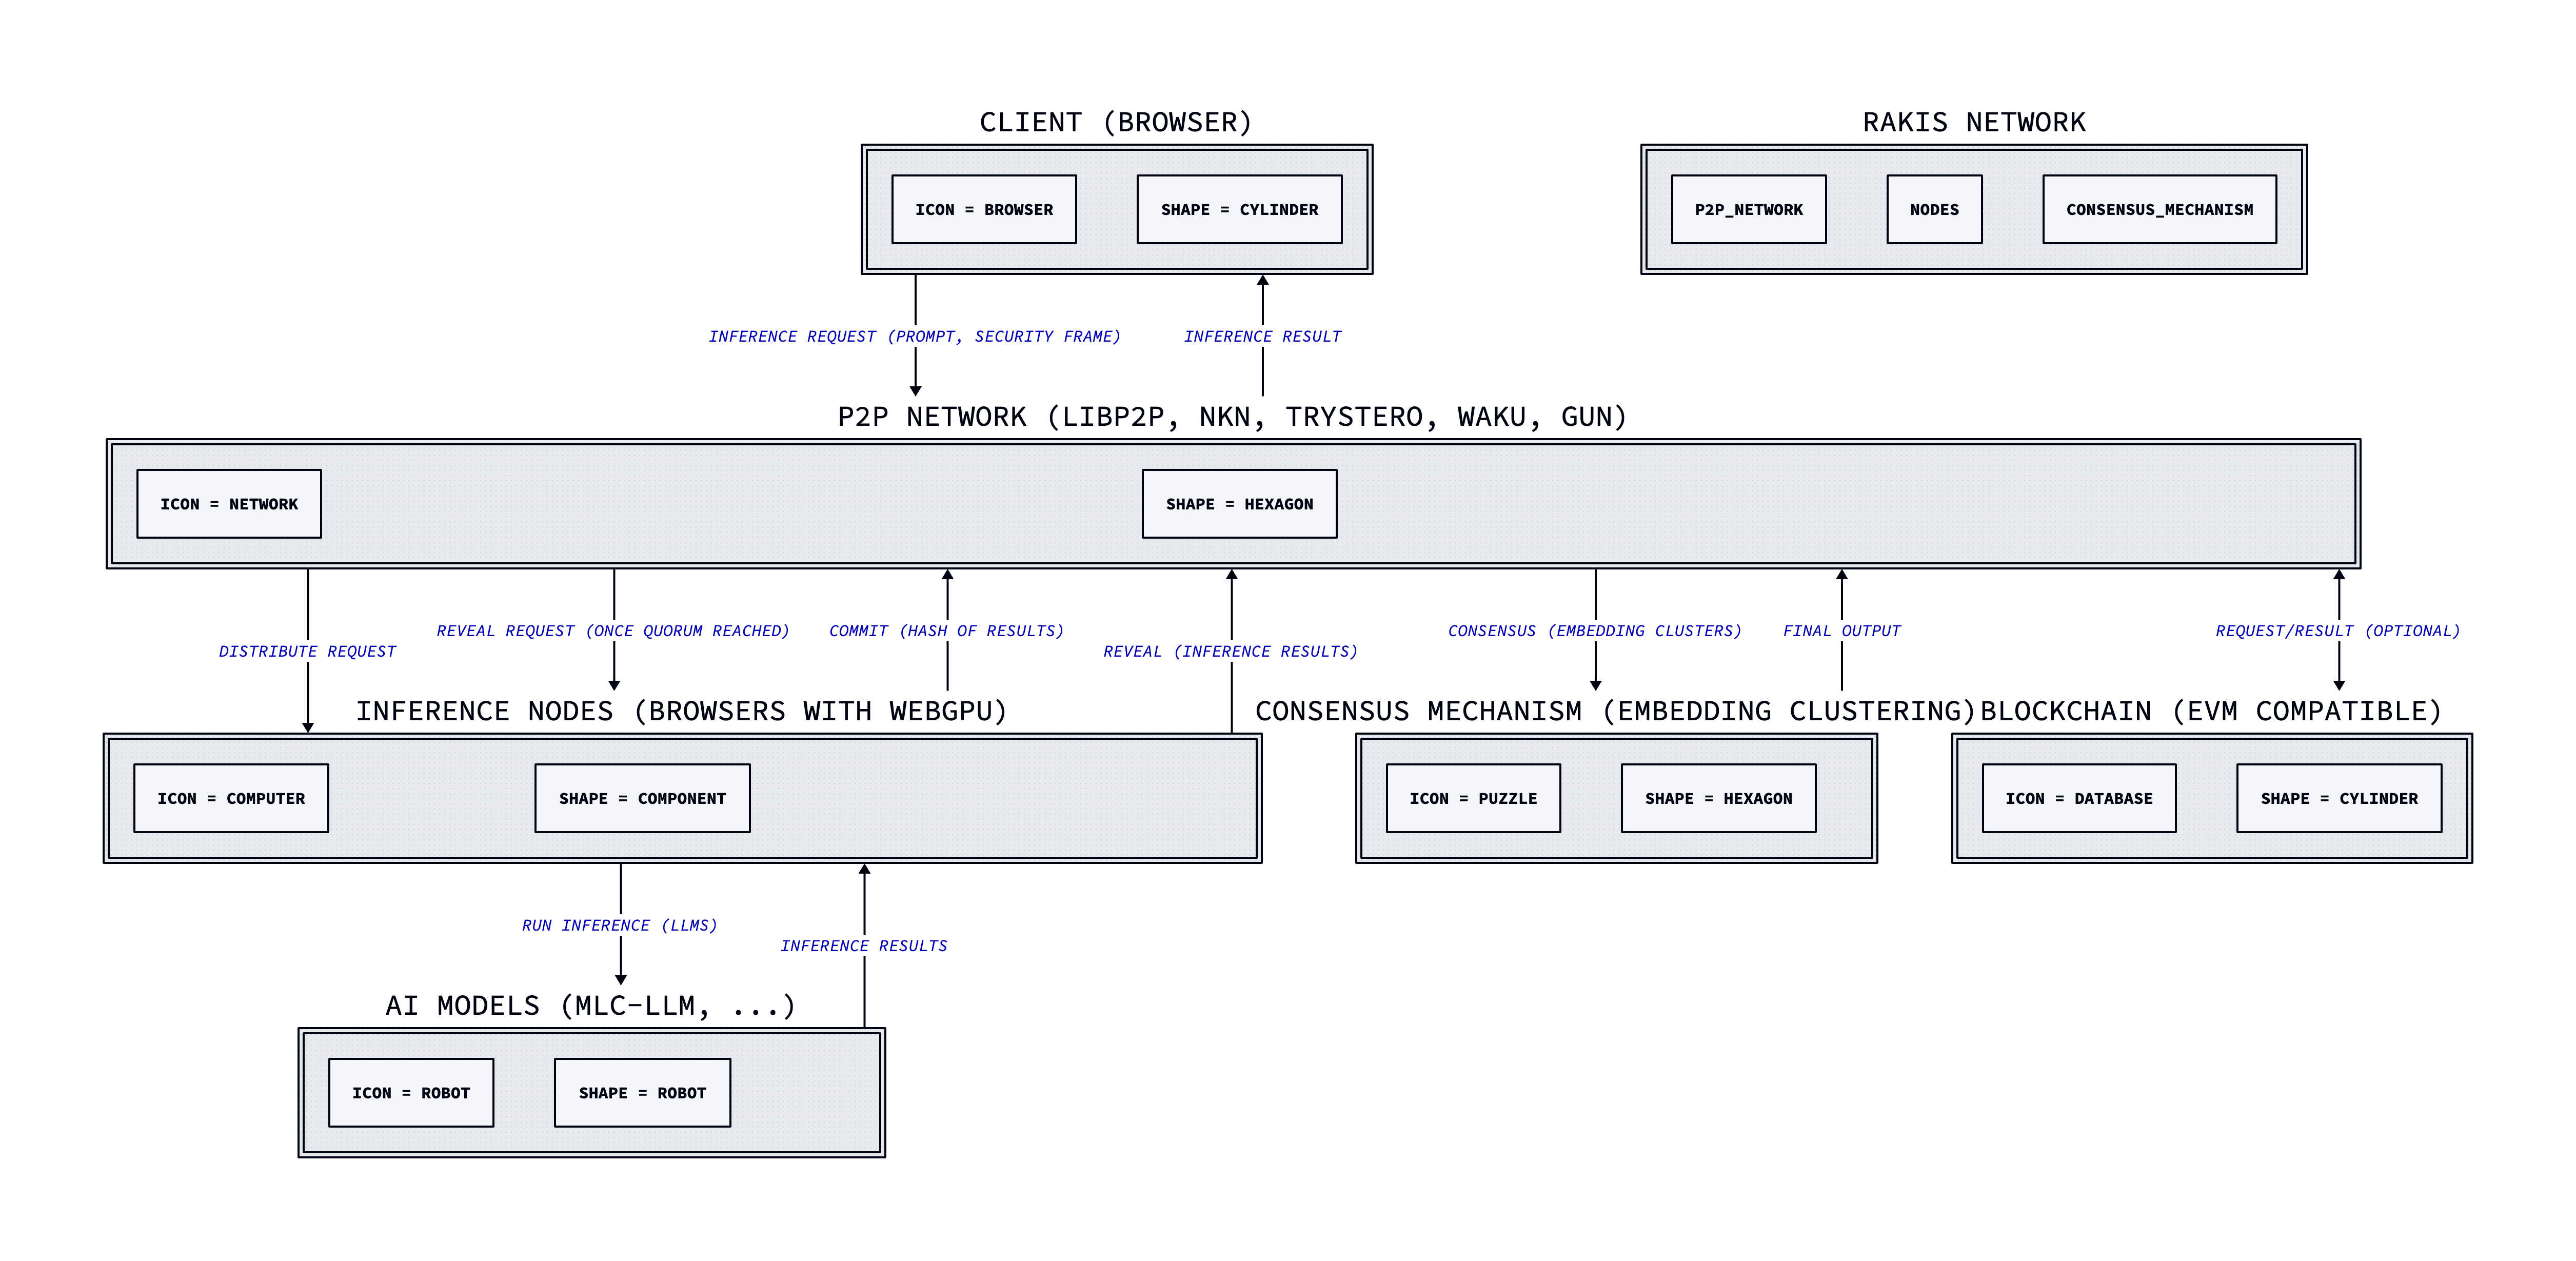 CLIENT (BROWSER)
RAKIS NETWORK
ICON = BROWSER
SHAPE = CYLINDER
P2P_NETWORK
NODES
CONSENSUS_MECHANISM
INFERENCE REQUEST (PROMPT, SECURITY FRAME)
INFERENCE RESULT
P2P NETWORK (LIBP2P, NKN, TRYSTERO, WAKU, GUN)
ICON = NETWORK
SHAPE = HEXAGON
DISTRIBUTE REQUEST
REVEAL REQUEST (ONCE QUORUM REACHED)
COMMIT (HASH OF RESULTS)
REVEAL (INFERENCE RESULTS)
CONSENSUS (EMBEDDING CLUSTERS)
FINAL OUTPUT
REQUEST/RESULT (OPTIONAL)
INFERENCE NODES (BROWSERS WITH WEBGPU)
CONSENSUS MECHANISM (EMBEDDING CLUSTERING)
BLOCKCHAIN (EVM COMPATIBLE)
ICON = COMPUTER
SHAPE = COMPONENT
ICON = PUZZLE
SHAPE = HEXAGON
ICON = DATABASE
SHAPE = CYLINDER
RUN INFERENCE (LLMS)
INFERENCE RESULTS
AI MODELS (MLC-LLM, ...)
ICON = ROBOT
SHAPE = ROBOT